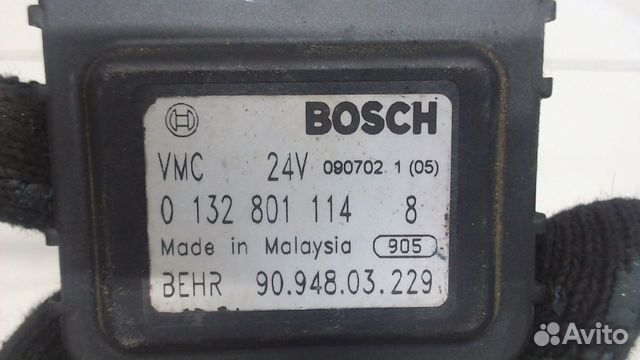 BOSCH
VMC 24V 090702 1 (05)
0 132 801 114 8
Made in Malaysia 905
BEHR 90.948.03.229
Avito